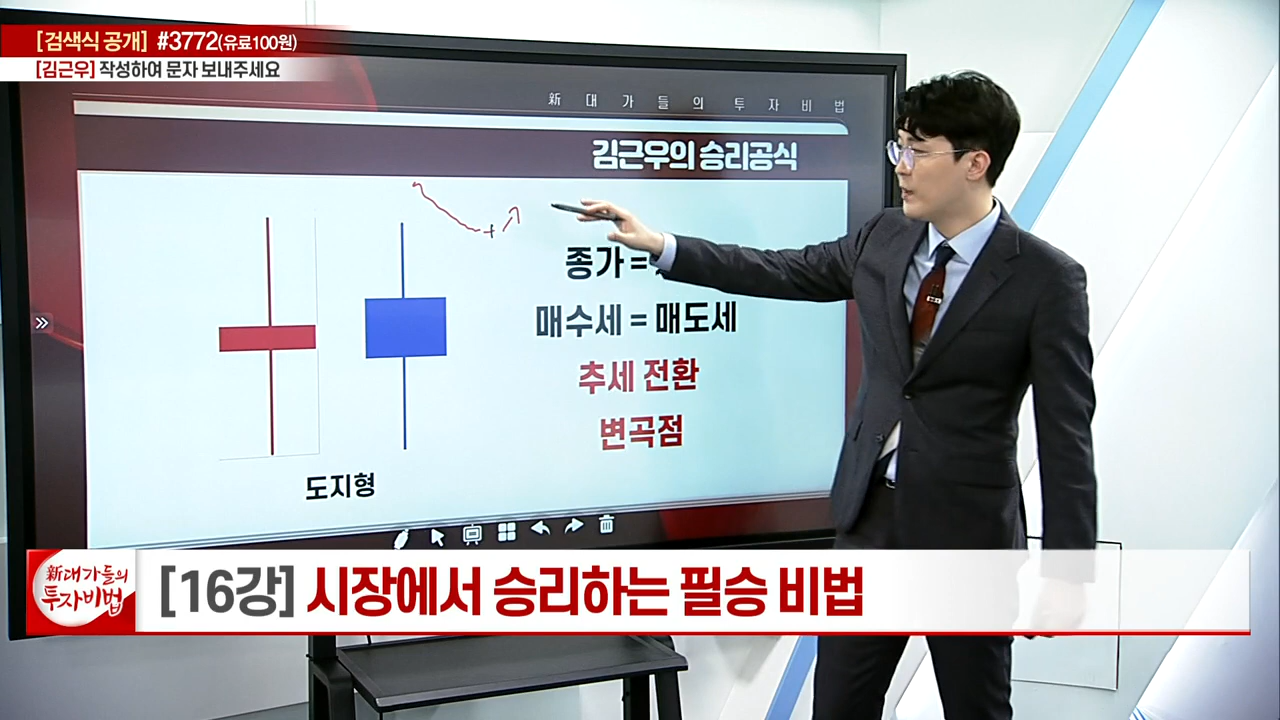 [검색식 공개] #3772(유료100원)
[김근우] 작성하여 문자 보내주세요
新 대 가 들 의 투 자 비 법
김근우의 승리공식
종가 =
매수세 = 매도세
추세 전환
변곡점
도지형
新대가들의
투자비법
[16강] 시장에서 승리하는 필승 비법